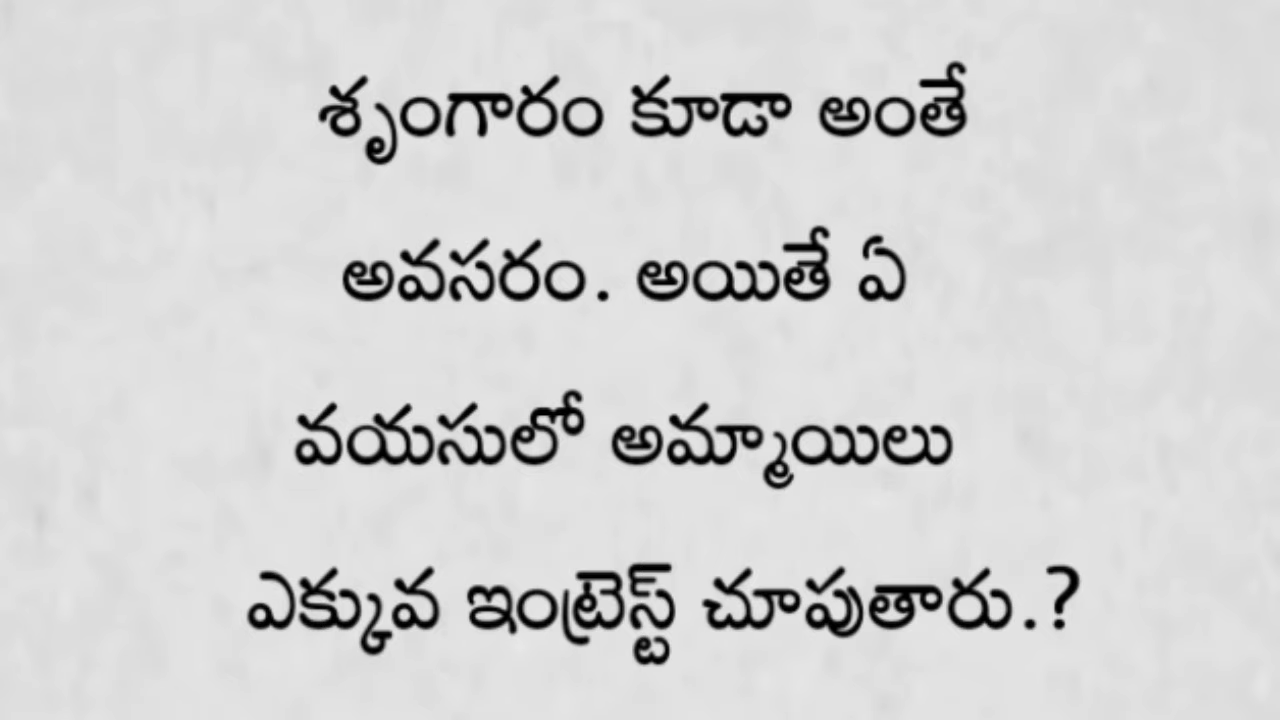 శృంగారం కూడా అంతే
అవసరం. అయితే ఏ
వయసులో అమ్మాయిలు
ఎక్కువ ఇంట్రెస్ట్ చూపుతారు.?